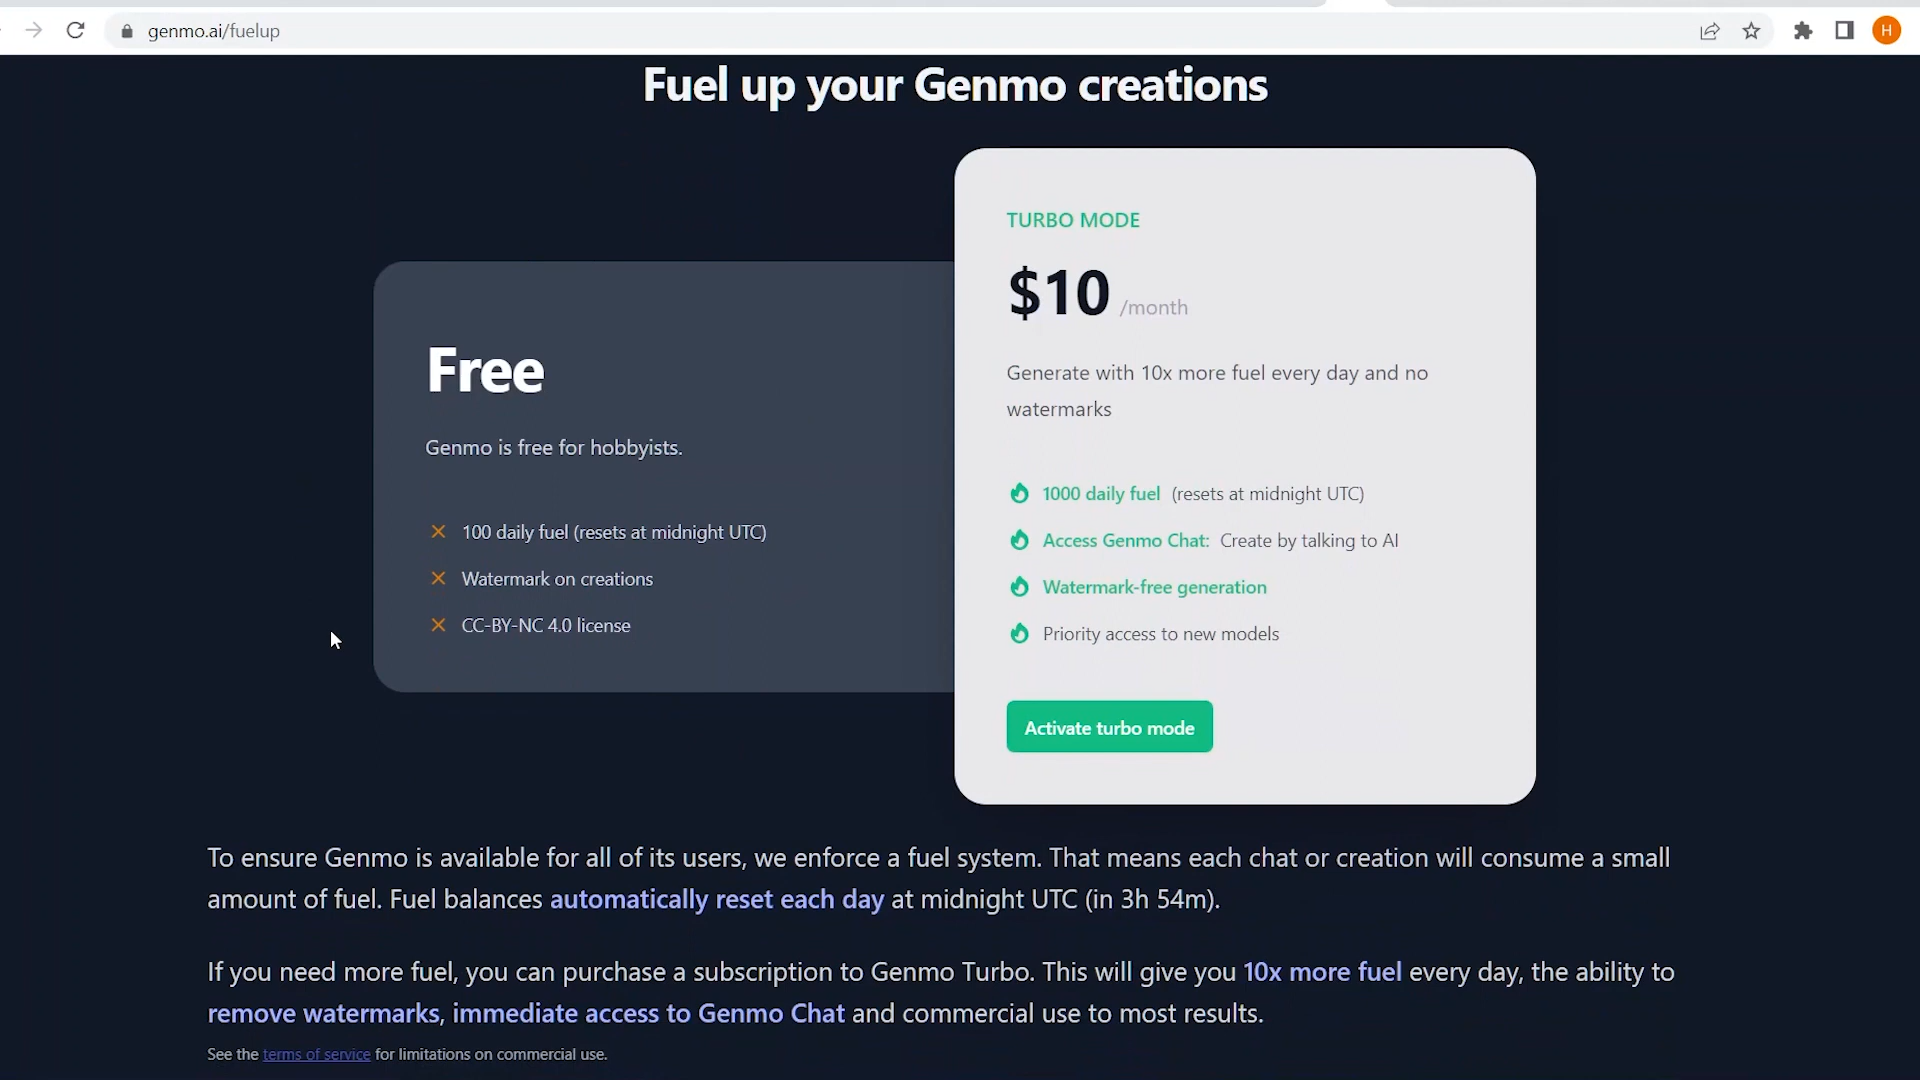 genmo.ai/fuelup
H
Fuel up your Genmo creations
Free
Genmo is free for hobbyists.
100 daily fuel (resets at midnight UTC)
Watermark on creations
CC-BY-NC 4.0 license
TURBO MODE
$10 /month
Generate with 10x more fuel every day and no
watermarks
1000 daily fuel (resets at midnight UTC)
Access Genmo Chat: Create by talking to AI
Watermark-free generation
Priority access to new models
Activate turbo mode
To ensure Genmo is available for all of its users, we enforce a fuel system. That means each chat or creation will consume a small
amount of fuel. Fuel balances automatically reset each day at midnight UTC (in 3h 54m).
If you need more fuel, you can purchase a subscription to Genmo Turbo. This will give you 10x more fuel every day, the ability to
remove watermarks, immediate access to Genmo Chat and commercial use to most results.
See the terms of service for limitations on commercial use.